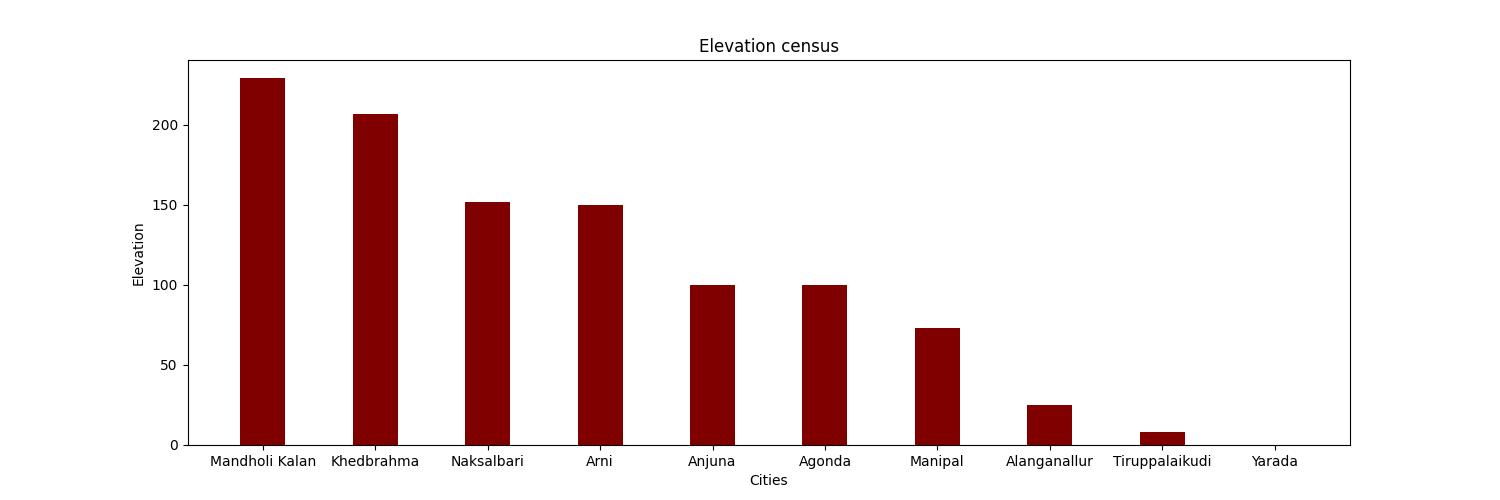 Elevation census
200
150
100
50
0
Elevation
Mandholi Kalan Khedbrahma Naksalbari Arni Anjuna Agonda Manipal Alanganallur Tiruppalaikudi Yarada
Cities